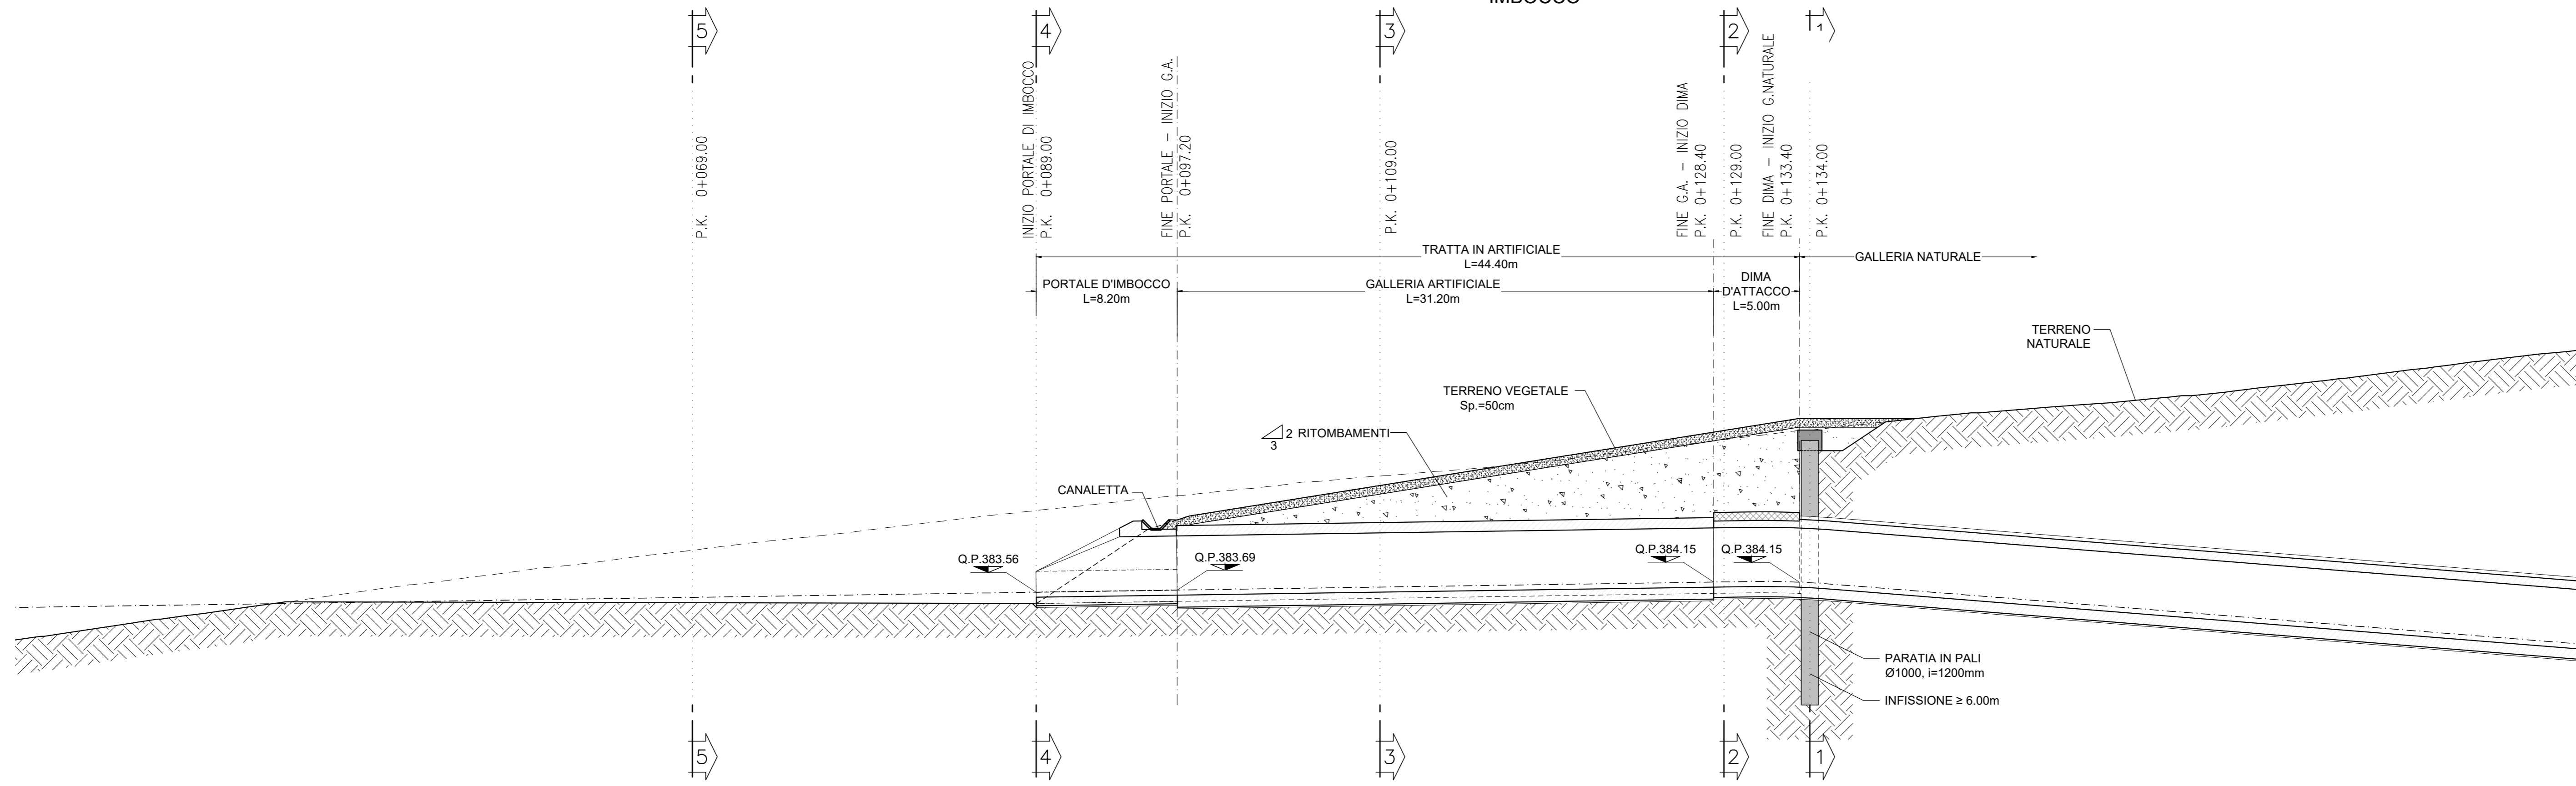 IMBOCCO
5
4
3
2
1
P.K. 0+069.00
INIZIO PORTALE DI IMBOCCO
P.K. 0+089.00
FINE PORTALE - INIZIO G.A.
P.K. 0+097.20
P.K. 0+109.00
FINE G.A. - INIZIO DIMA
P.K. 0+128.40
P.K. 0+129.00
FINE DIMA - INIZIO G.NATURALE
P.K. 0+133.40
P.K. 0+134.00
TRATTA IN ARTIFICIALE
L=44.40m
GALLERIA NATURALE
PORTALE D'IMBOCCO
L=8.20m
GALLERIA ARTIFICIALE
L=31.20m
DIMA
D'ATTACCO
L=5.00m
TERRENO
NATURALE
TERRENO VEGETALE
Sp.=50cm
2 RITOMBAMENTI
3
CANALETTA
Q.P.383.56
Q.P.383.69
Q.P.384.15
Q.P.384.15
PARATIA IN PALI
Ø1000, i=1200mm
INFISSIONE ≥ 6.00m
5
4
3
2
1